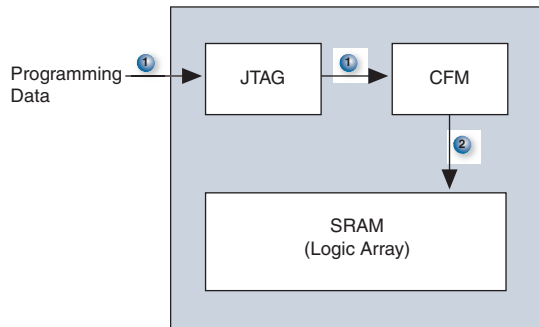 Programming
Data
1
JTAG
1
CFM
2
SRAM
(Logic Array)